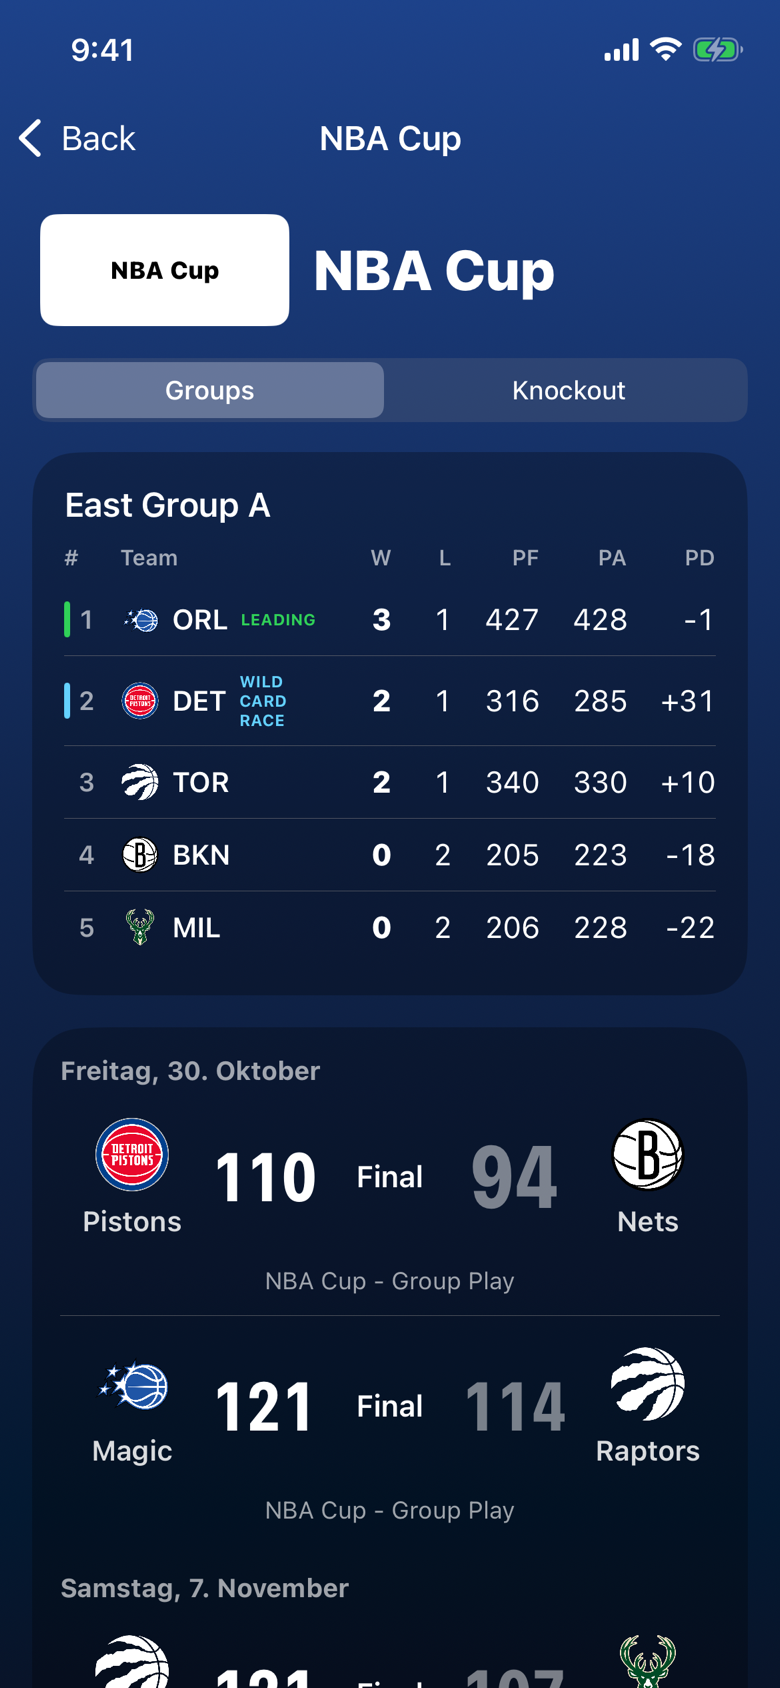 9:41
Back
NBA Cup
NBA Cup
NBA Cup
Groups
Knockout
East Group A
# Team W L PF PA PD
1 ORL LEADING 3 1 427 428 -1
2 DET WILD CARD RACE 2 1 316 285 +31
3 TOR 2 1 340 330 +10
4 BKN 0 2 205 223 -18
5 MIL 0 2 206 228 -22
Freitag, 30. Oktober
DETROIT
PISTONS
110 Final 94
B
Pistons
Nets
NBA Cup - Group Play
121 Final 114
Magic
Raptors
NBA Cup - Group Play
Samstag, 7. November